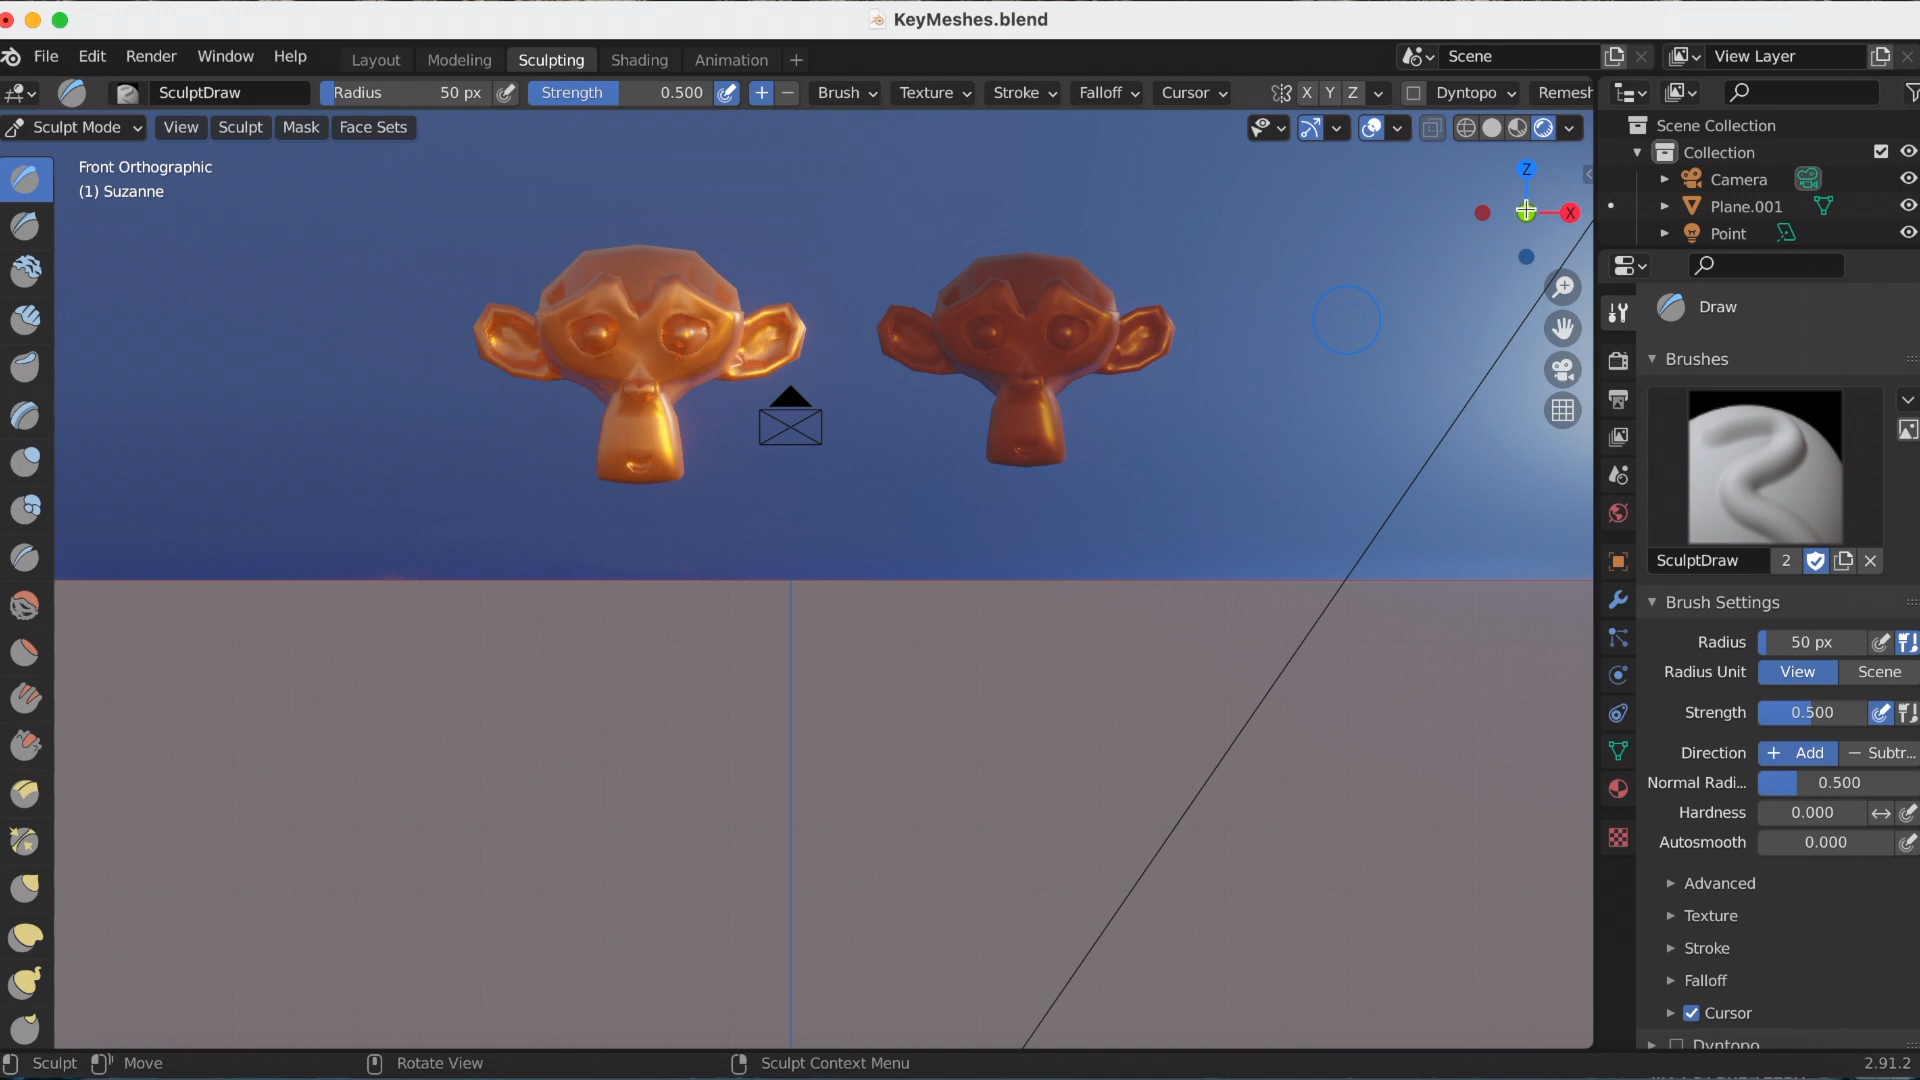 KeyMeshes.blend
File Edit Render Window Help Layout Modeling Sculpting Shading Animation + Scene View Layer
SculptDraw Radius 50 px Strength 0.500 + − Brush Texture Stroke Falloff Cursor X Y Z Dyntopo Remesh
Sculpt Mode View Sculpt Mask Face Sets
Front Orthographic
(1) Suzanne
Z
X
Scene Collection
Collection
Camera
Plane.001
Point
Draw
Brushes
SculptDraw 2
Brush Settings
Radius 50 px
Radius Unit View Scene
Strength 0.500
Direction + Add − Subtr...
Normal Radi... 0.500
Hardness 0.000
Autosmooth 0.000
Advanced
Texture
Stroke
Falloff
Cursor
Dyntopo
Sculpt Move Rotate View Sculpt Context Menu 2.91.2